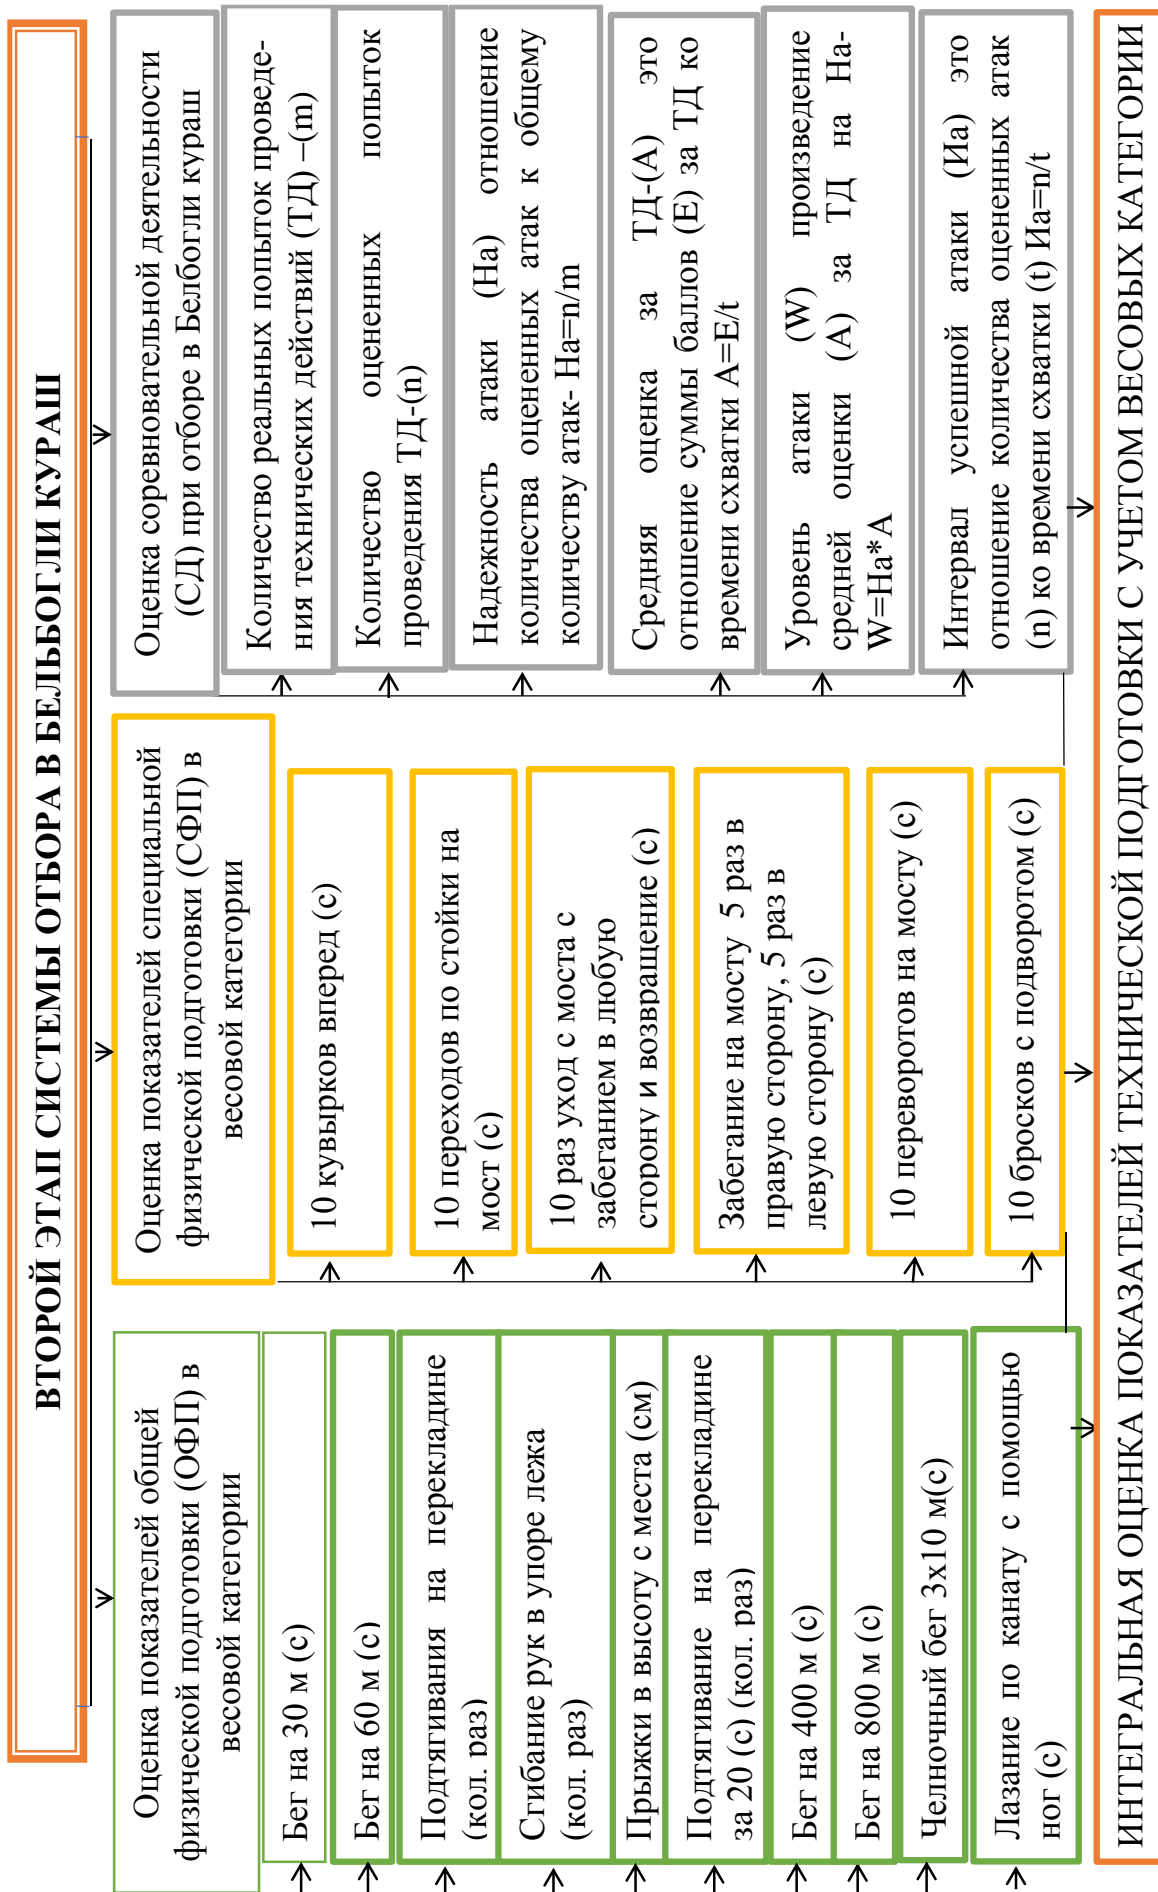 ВТОРОЙ ЭТАП СИСТЕМЫ ОТБОРА В БЕЛЬБОГЛИ КУРАШ
Оценка показателей общей
физической подготовки (ОФП) в
весовой категории
Бег на 30 м (с)
Бег на 60 м (с)
Подтягивания на перекладине
(кол. раз)
Сгибание рук в упоре лежа
(кол. раз)
Прыжки в высоту с места (см)
Подтягивание на перекладине
за 20 (с) (кол. раз)
Бег на 400 м (с)
Бег на 800 м (с)
Челночный бег 3х10 м(с)
Лазание по канату с помощью
ног (с)
Оценка показателей специальной
физической подготовки (СФП) в
весовой категории
10 кувырков вперед (с)
10 переходов по стойки на
мост (с)
10 раз уход с моста с
забеганием в любую
сторону и возвращение (с)
Забегание на мосту 5 раз в
правую сторону, 5 раз в
левую сторону (с)
10 переворотов на мосту (с)
10 бросков с подворотом (с)
Оценка соревновательной деятельности
(СД) при отборе в Белбогли кураш
Количество реальных попыток проведе-
ния технических действий (ТД) –(m)
Количество оцененных попыток
проведения ТД-(n)
Надежность атаки (На) отношение
количества оцененных атак к общему
количеству атак- На=n/m
Средняя оценка за ТД-(А) это
отношение суммы баллов (Е) за ТД ко
времени схватки А=Е/t
Уровень атаки (W) произведение
средней оценки (А) за ТД на На-
W=На*А
Интервал успешной атаки (Иа) это
отношение количества оцененных атак
(n) ко времени схватки (t) Иа=n/t
ИНТЕГРАЛЬНАЯ ОЦЕНКА ПОКАЗАТЕЛЕЙ ТЕХНИЧЕСКОЙ ПОДГОТОВКИ С УЧЕТОМ ВЕСОВЫХ КАТЕГОРИИ